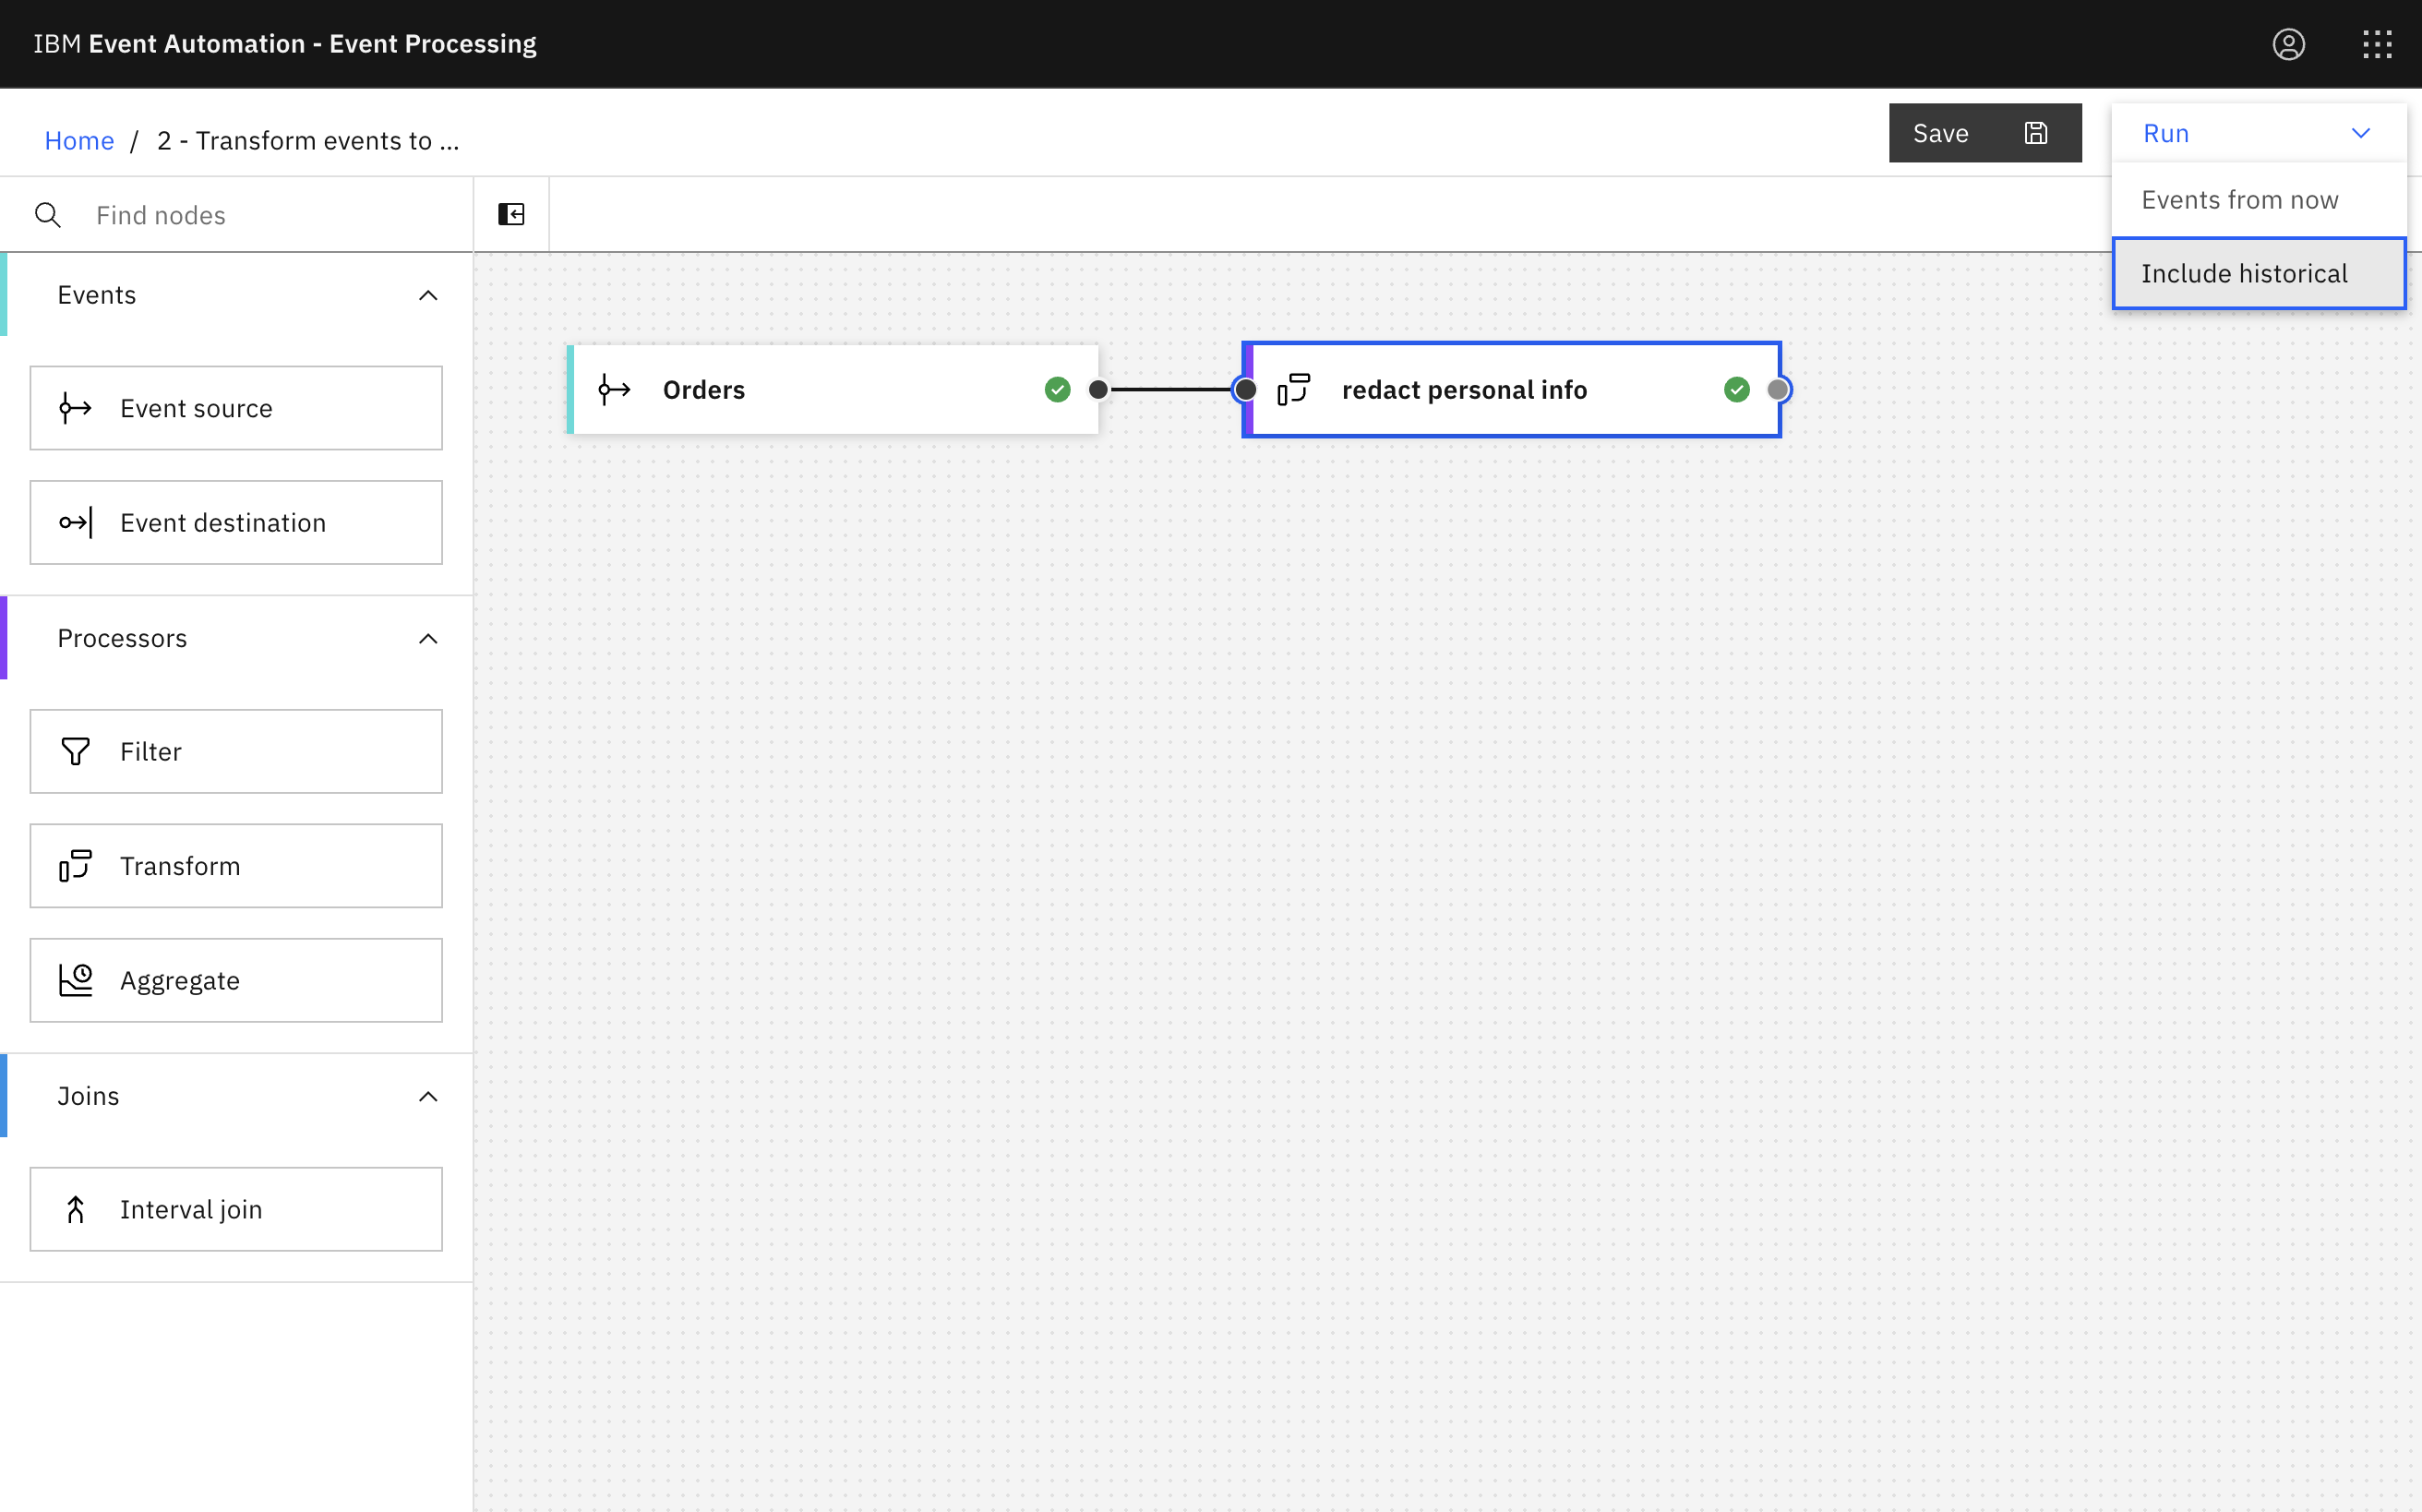 IBM Event Automation - Event Processing
Home / 2 - Transform events to ...
Save
Run
Events from now
Include historical
Find nodes
Events
Event source
Event destination
Processors
Filter
Transform
Aggregate
Joins
Interval join
Orders
redact personal info